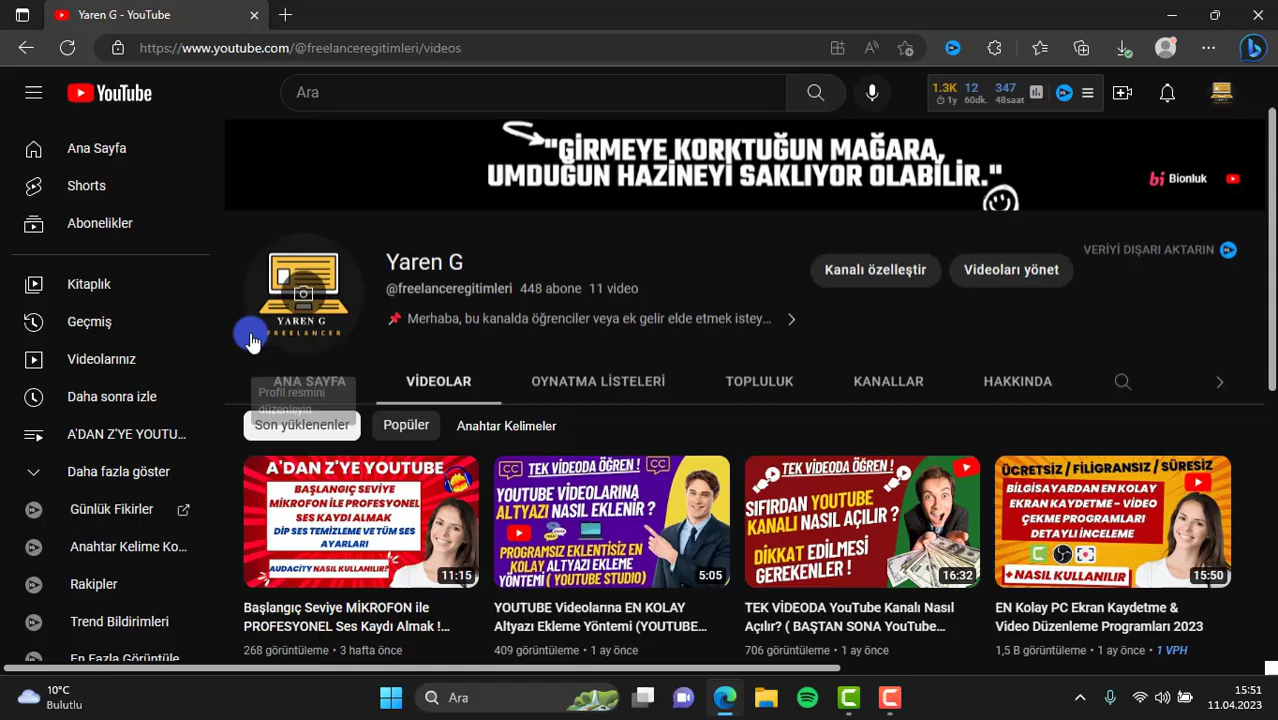 Yaren G - YouTube
https://www.youtube.com/@freelanceregitimleri/videos
YouTube
Ara
1.3K 12 347
1y 60dk. 48saat
Ana Sayfa
Shorts
Abonelikler
Kitaplık
Geçmiş
Videolarınız
Daha sonra izle
A'DAN Z'YE YOUTU...
Daha fazla göster
Günlük Fikirler
Anahtar Kelime Ko...
Rakipler
Trend Bildirimleri
En Fazla Görüntüle
"GİRMEYE KORKTUĞUN MAĞARA,
UMDUĞUN HAZİNEYİ SAKLIYOR OLABİLİR."
bi Bionluk
YAREN G
FREELANCER
Yaren G
@freelanceregitimleri 448 abone 11 video
Merhaba, bu kanalda öğrenciler veya ek gelir elde etmek istey...
Kanalı özelleştir
Videoları yönet
VERİYİ DIŞARI AKTARIN
ANA SAYFA
VİDEOLAR
OYNATMA LİSTELERİ
TOPLULUK
KANALLAR
HAKKINDA
Profil resmini
düzenleyin
Son yüklenenler
Popüler
Anahtar Kelimeler
A'DAN Z'YE YOUTUBE
BAŞLANGIÇ SEVİYE
MİKROFON İLE PROFESYONEL
SES KAYDI ALMAK
DİP SES TEMİZLEME VE TÜM SES
AYARLARI
AUDACITY NASIL KULLANILIR?
11:15
Başlangıç Seviye MİKROFON ile
PROFESYONEL Ses Kaydı Almak !...
268 görüntüleme • 3 hafta önce
CC TEK VİDEODA ÖĞREN ! CC
YOUTUBE VİDEOLARINA
ALTYAZI NASIL EKLENİR ?
PROGRAMSIZ EKLENTİSİZ EN
KOLAY ALTYAZI EKLEME
YÖNTEMİ ( YOUTUBE STUDIO)
5:05
YOUTUBE Videolarına EN KOLAY
Altyazı Ekleme Yöntemi (YOUTUBE...
409 görüntüleme • 1 ay önce
TEK VİDEODA ÖĞREN !
SIFIRDAN YOUTUBE
KANALI NASIL AÇILIR ?
DİKKAT EDİLMESİ
GEREKENLER !
16:32
TEK VİDEODA YouTube Kanalı Nasıl
Açılır? ( BAŞTAN SONA YouTube...
706 görüntüleme • 1 ay önce
ÜCRETSİZ / FİLİGRANSIZ / SÜRESİZ
BİLGİSAYARDAN EN KOLAY
EKRAN KAYDETME - VİDEO
ÇEKME PROGRAMLARI
DETAYLI İNCELEME
+ NASIL KULLANILIR
15:50
EN Kolay PC Ekran Kaydetme &
Video Düzenleme Programları 2023
1,5 B görüntüleme • 1 ay önce 1 VPH
10°C
Bulutlu
Ara
15:51
11.04.2023